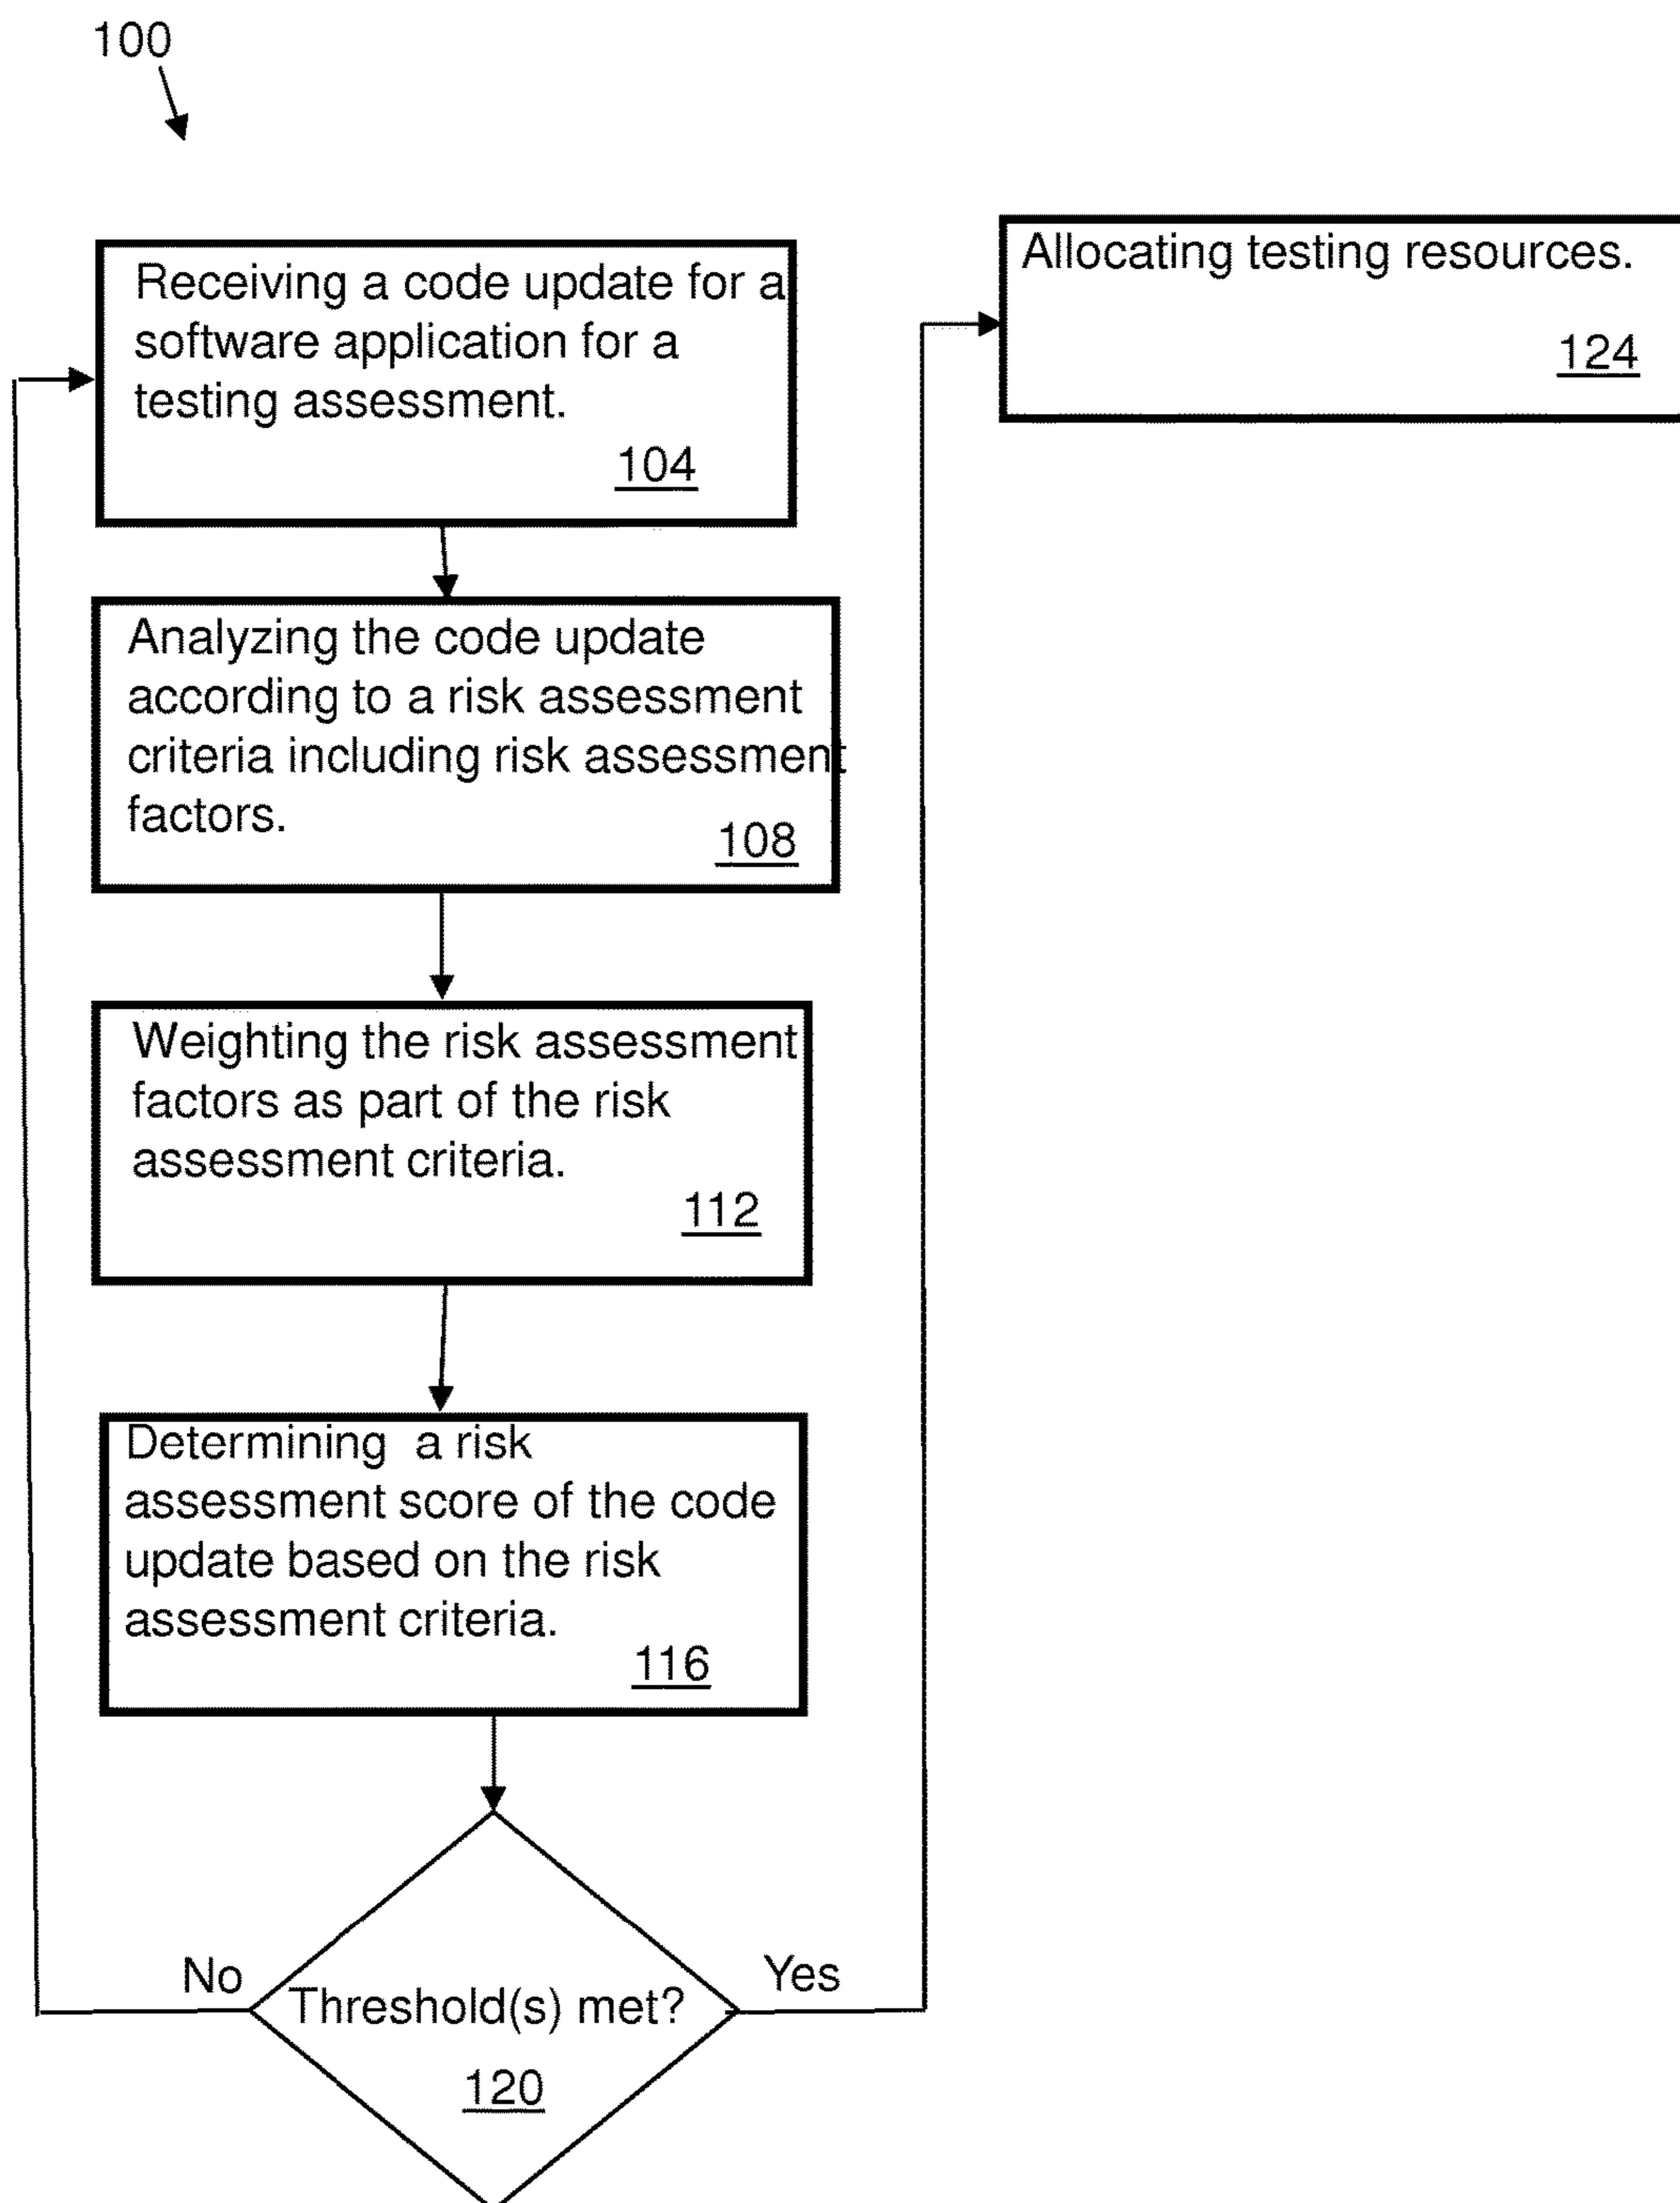 100
Receiving a code update for a
software application for a
testing assessment.
104
Analyzing the code update
according to a risk assessment
criteria including risk assessment
factors.
108
Weighting the risk assessment
factors as part of the risk
assessment criteria.
112
Determining a risk
assessment score of the code
update based on the risk
assessment criteria.
116
No
Threshold(s) met?
Yes
120
Allocating testing resources.
124